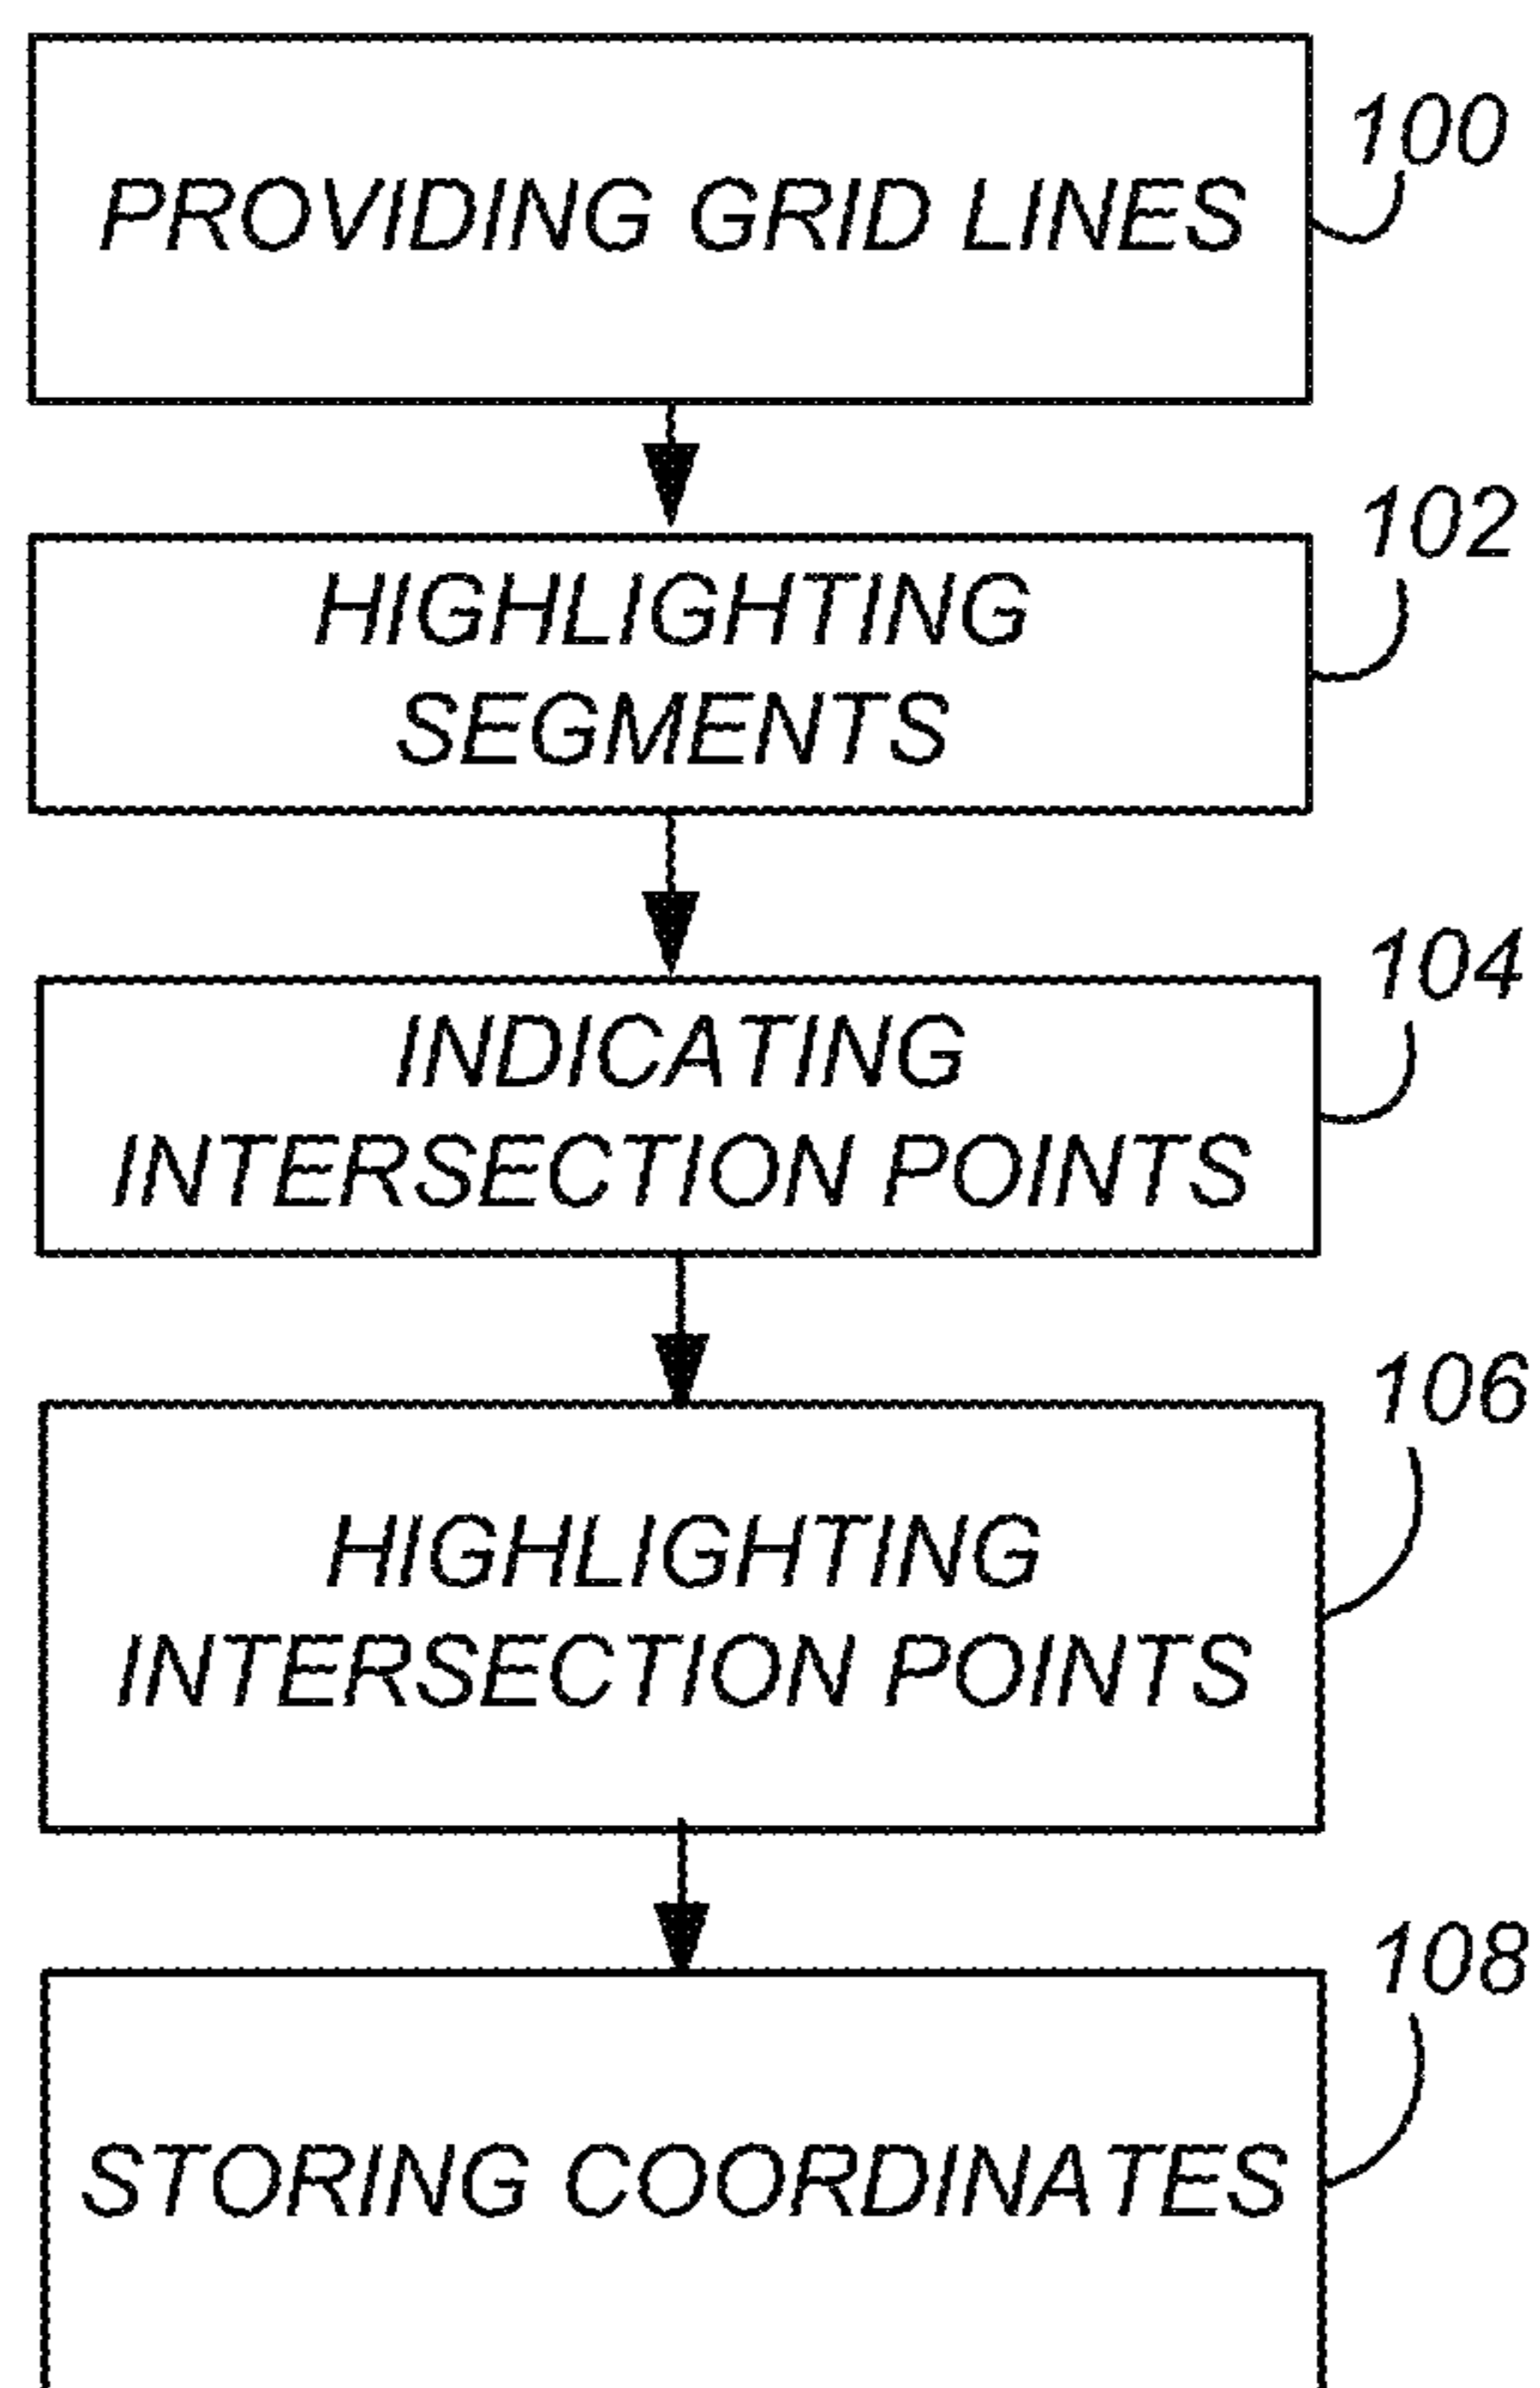 PROVIDING GRID LINES
100
HIGHLIGHTING
SEGMENTS
102
INDICATING
INTERSECTION POINTS
104
HIGHLIGHTING
INTERSECTION POINTS
106
STORING COORDINATES
108